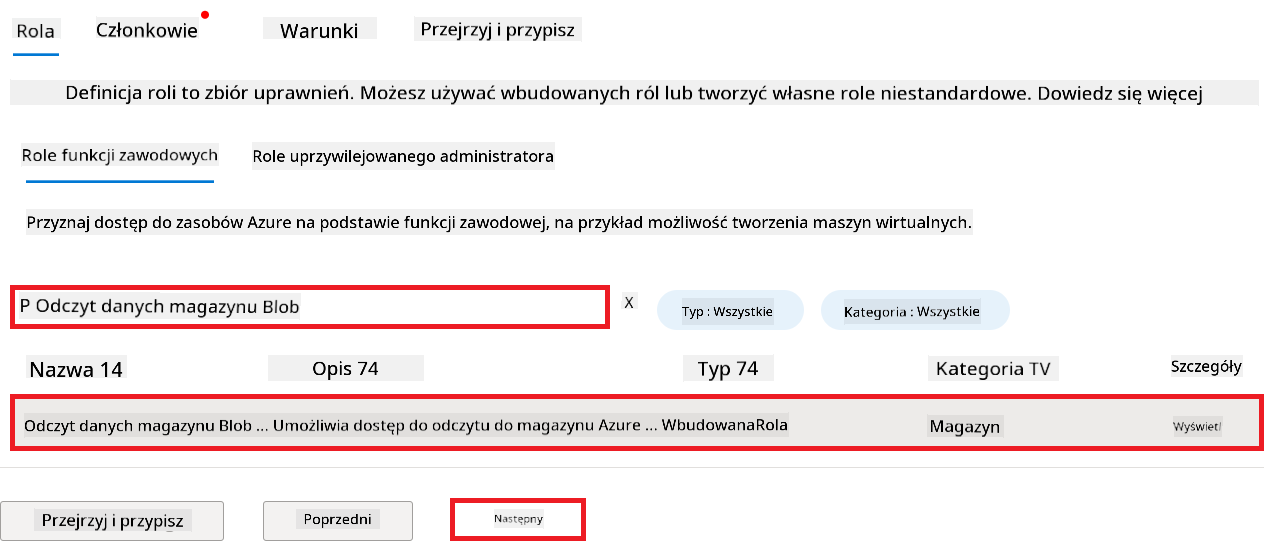 Rola Członkowie Warunki Przejrzyj i przypisz
Definicja roli to zbiór uprawnień. Możesz używać wbudowanych ról lub tworzyć własne role niestandardowe. Dowiedz się więcej
Role funkcji zawodowych Role uprzywilejowanego administratora
Przyznaj dostęp do zasobów Azure na podstawie funkcji zawodowej, na przykład możliwość tworzenia maszyn wirtualnych.
P Odczyt danych magazynu Blob X Typ : Wszystkie Kategoria : Wszystkie
Nazwa 14 Opis 74 Typ 74 Kategoria TV Szczegóły
Odczyt danych magazynu Blob ... Umożliwia dostęp do odczytu do magazynu Azure ... WbudowanaRola Magazyn Wyświetl
Przejrzyj i przypisz Poprzedni Następny